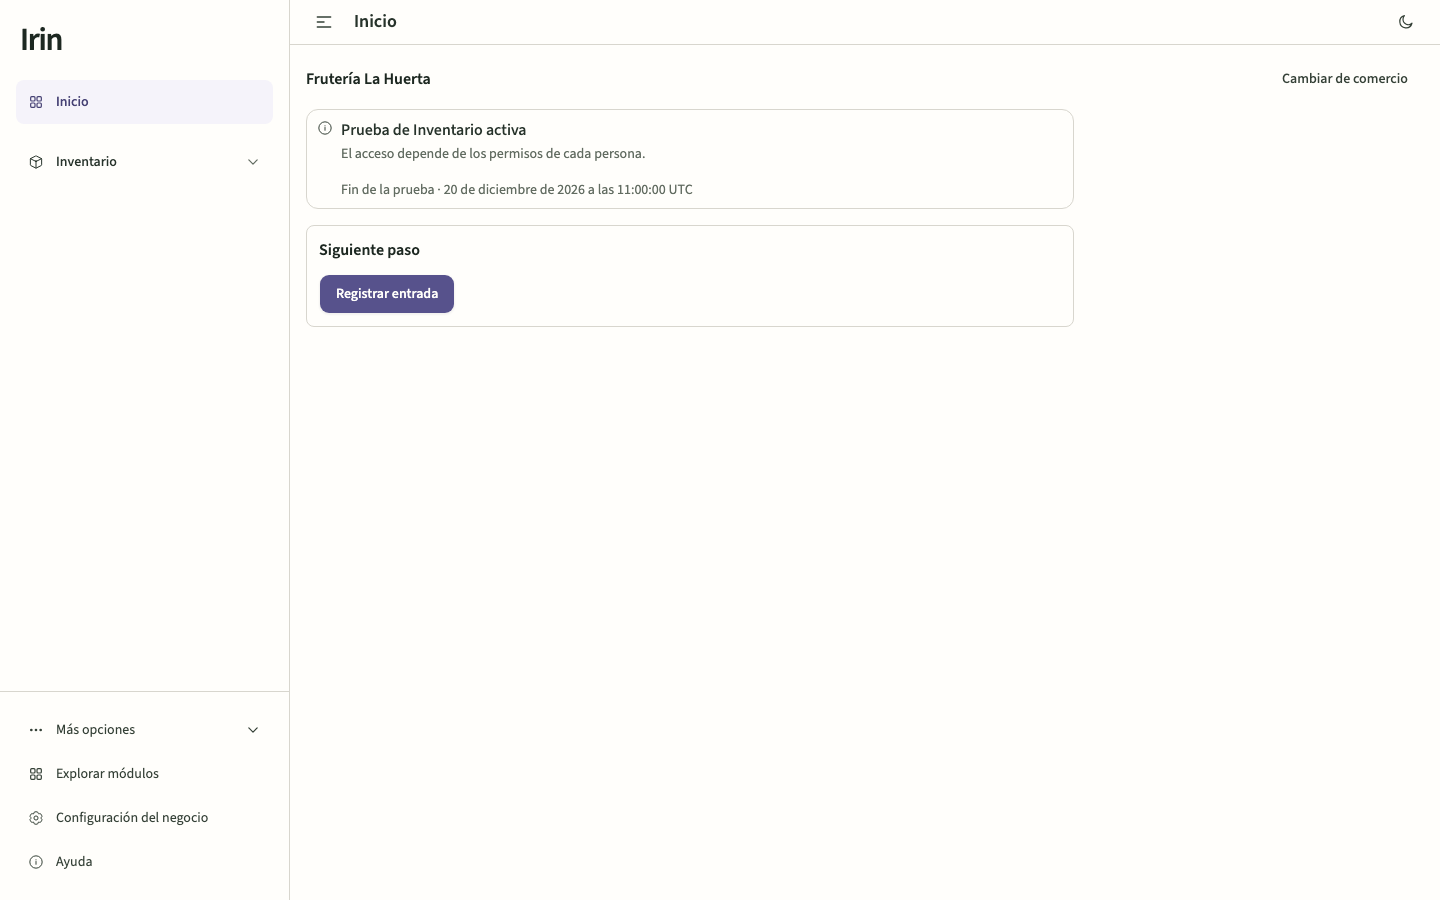 Irin
Inicio
Inventario
Más opciones
Explorar módulos
Configuración del negocio
Ayuda
Inicio
Frutería La Huerta
Cambiar de comercio
Prueba de Inventario activa
El acceso depende de los permisos de cada persona.
Fin de la prueba · 20 de diciembre de 2026 a las 11:00:00 UTC
Siguiente paso
Registrar entrada